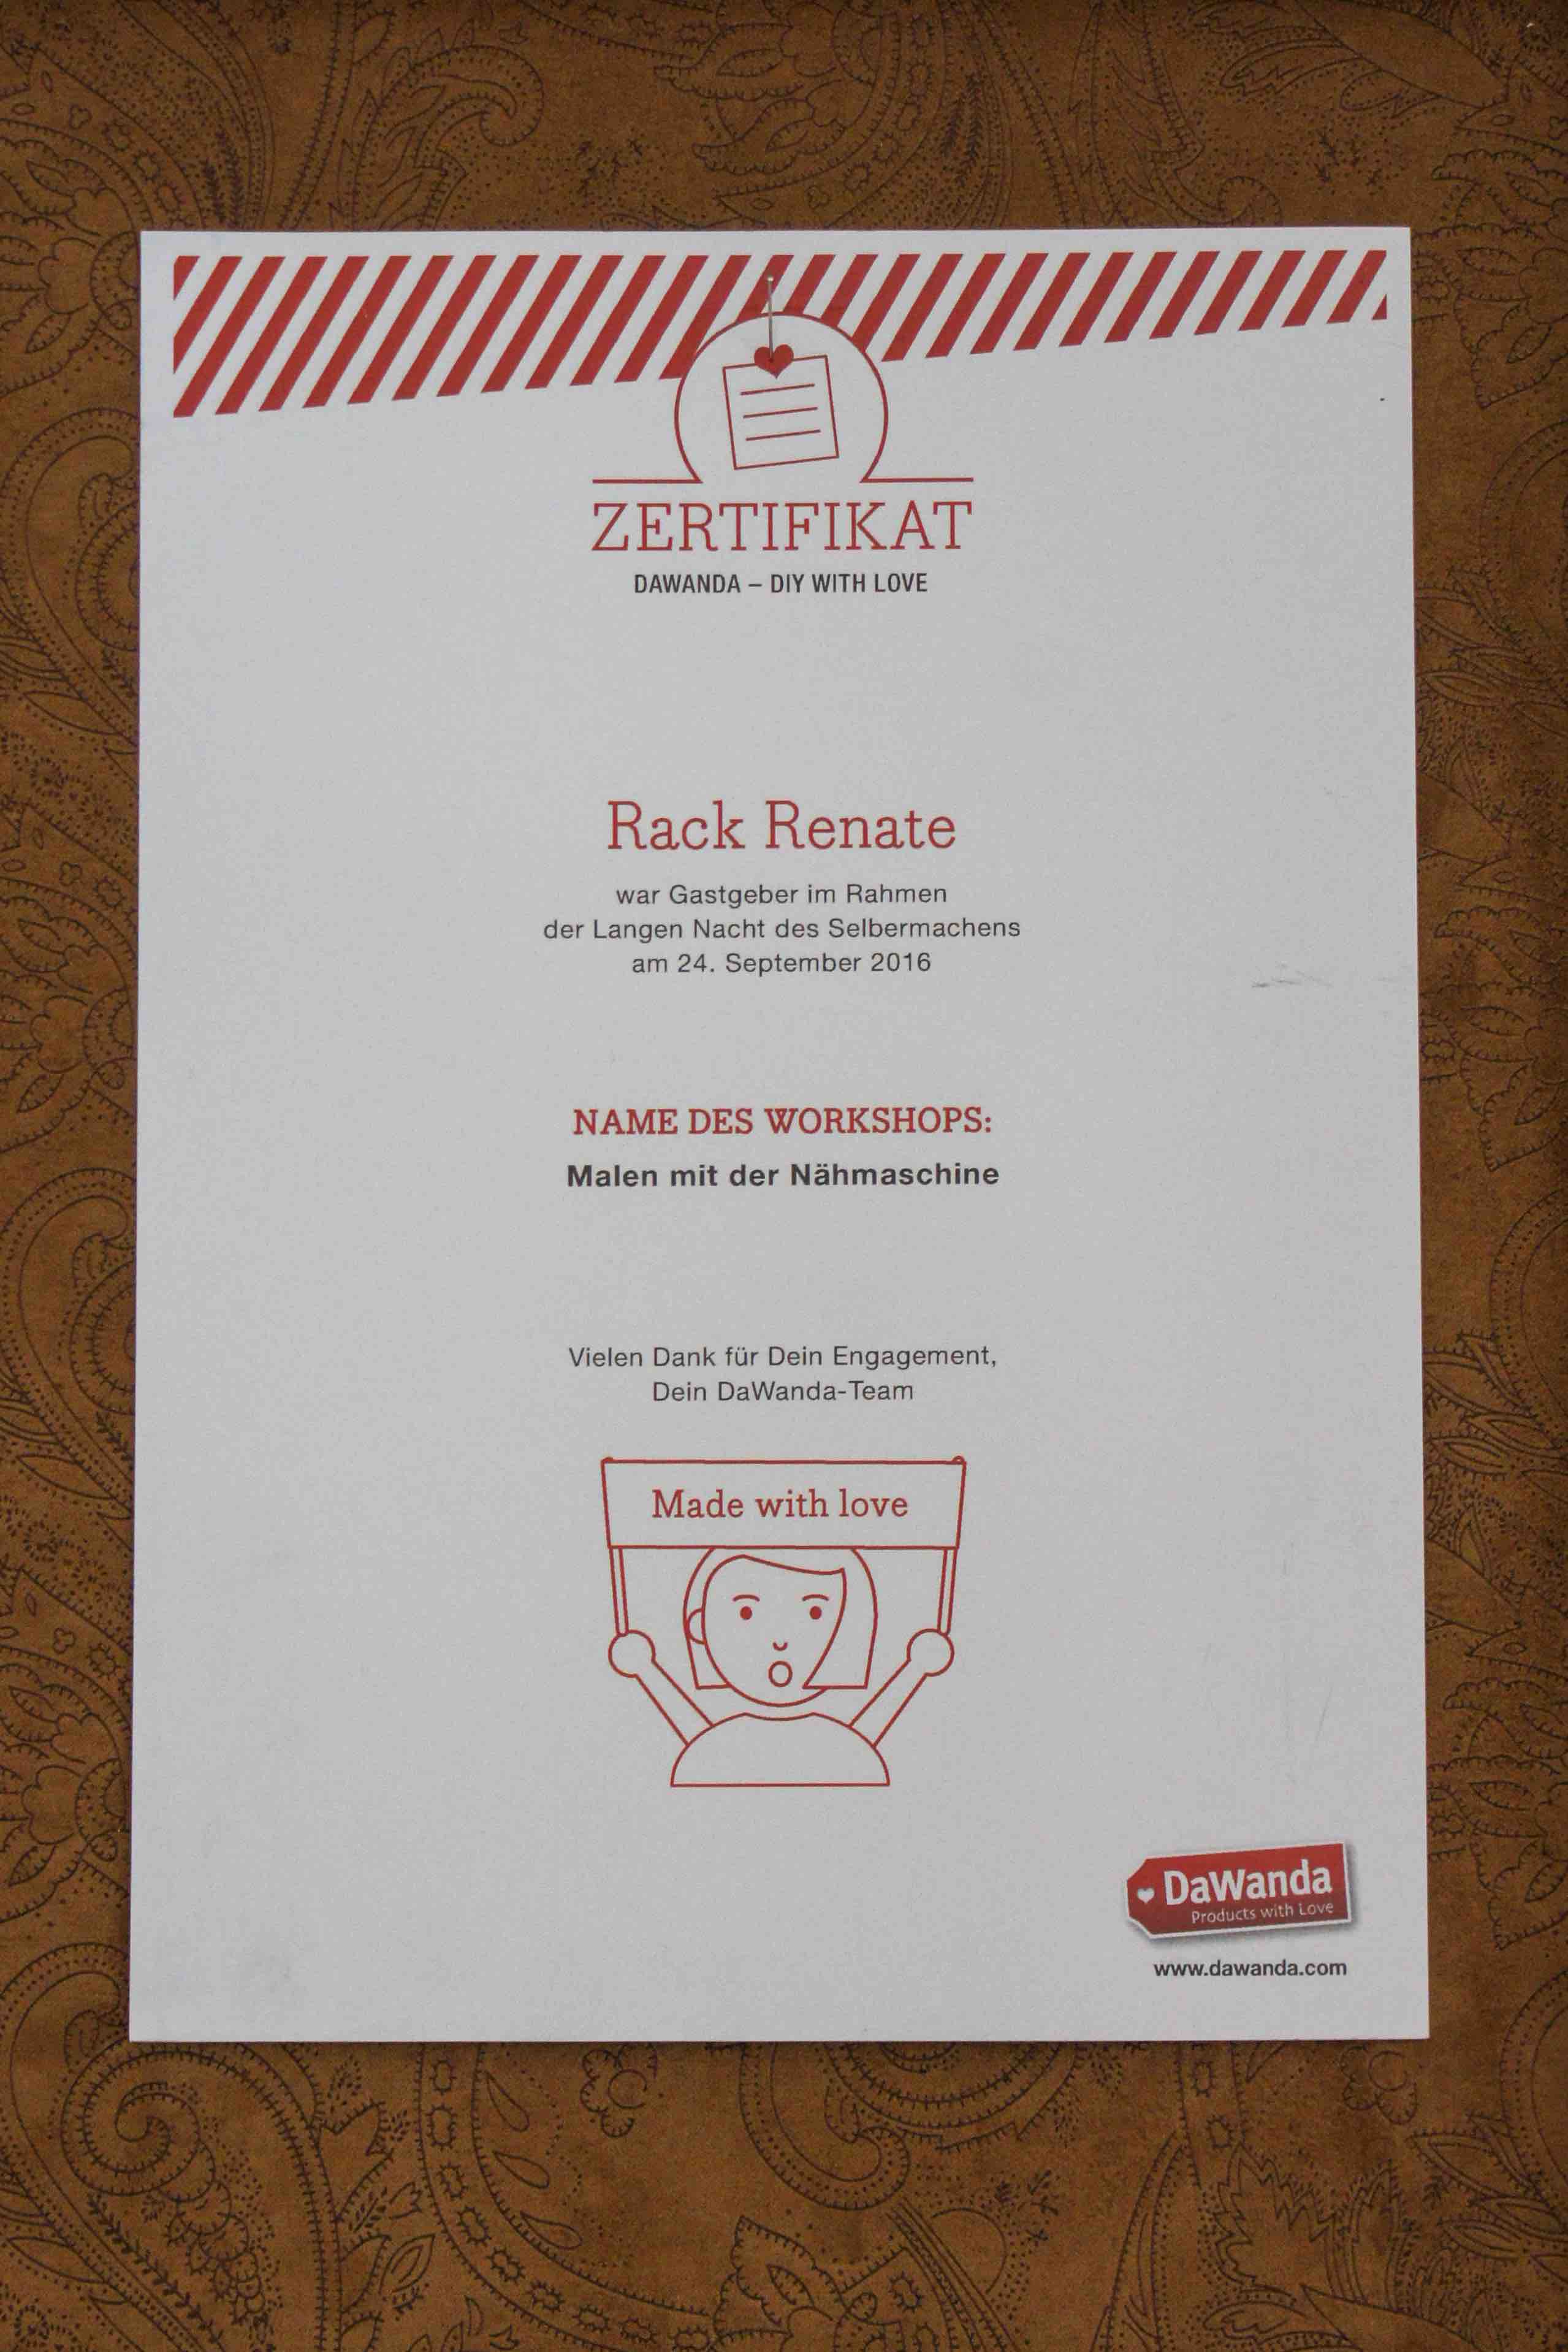 ZERTIFIKAT
DAWANDA – DIY WITH LOVE
Rack Renate
war Gastgeber im Rahmen
der Langen Nacht des Selbermachens
am 24. September 2016
NAME DES WORKSHOPS:
Malen mit der Nähmaschine
Vielen Dank für Dein Engagement,
Dein DaWanda-Team
Made with love
DaWanda
Products with Love
www.dawanda.com